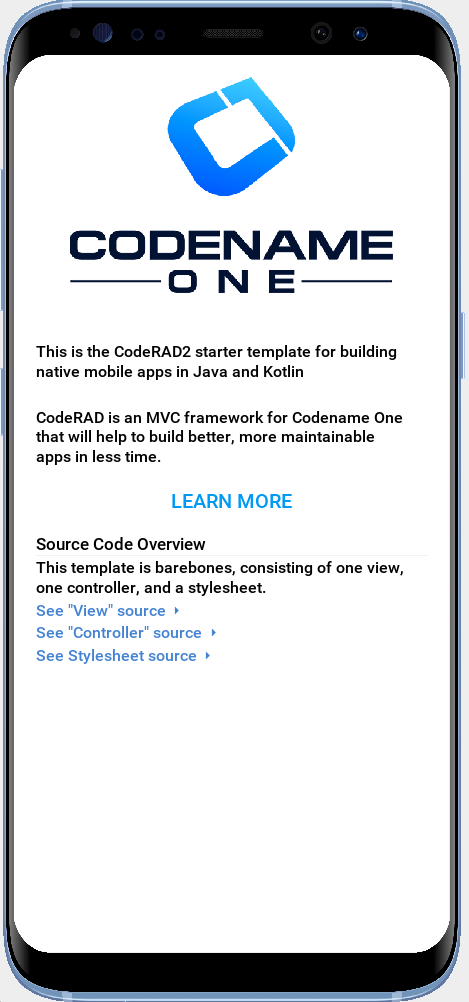 CODENAME
ONE
This is the CodeRAD2 starter template for building
native mobile apps in Java and Kotlin
CodeRAD is an MVC framework for Codename One
that will help to build better, more maintainable
apps in less time.
LEARN MORE
Source Code Overview
This template is barebones, consisting of one view,
one controller, and a stylesheet.
See "View" source
See "Controller" source
See Stylesheet source